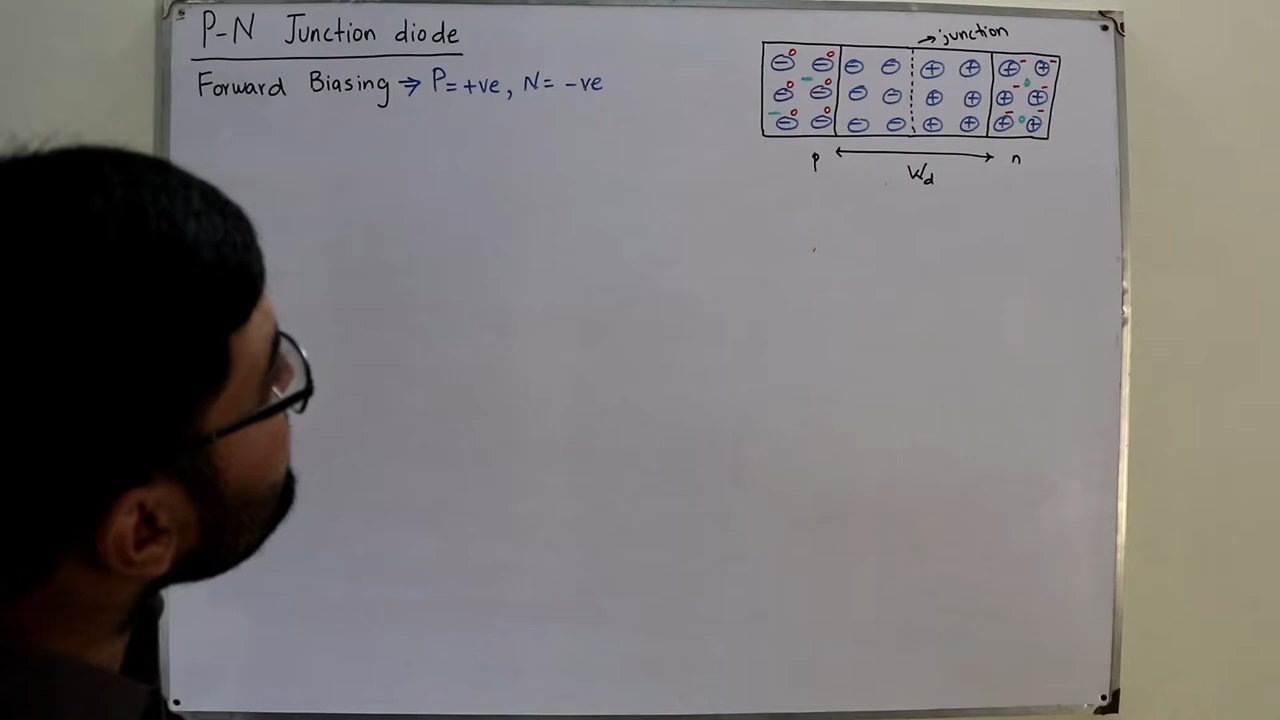 P-N Junction diode
Forward Biasing → P= +ve, N= -ve
→junction
p
Wd
n